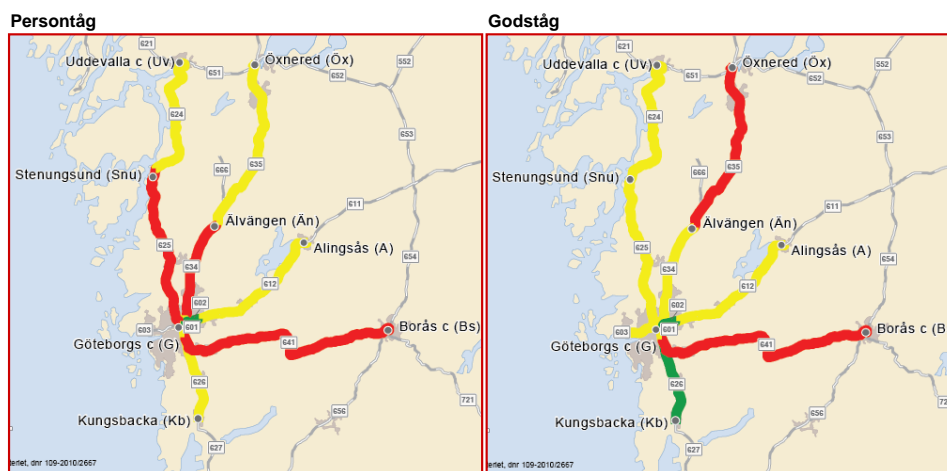 Persontåg
621
Uddevalla c (Uv)
Öxnered (Öx)
552
651
652
624
653
635
666
Stenungsund (Snu)
611
Älvängen (Än)
625
Alingsås (A)
654
634
612
602
603
601
Borås c (Bs)
Göteborgs c (G)
641
626
721
656
Kungsbacka (Kb)
627
teriet, dnr 109-2010/2667
Godståg
621
Uddevalla c (Uv)
Öxnered (Öx)
552
651
652
624
653
635
666
Stenungsund (Snu)
611
Älvängen (Än)
625
Alingsås (A)
654
634
612
602
603
601
Borås c (B
Göteborgs c (G)
641
626
721
656
Kungsbacka (Kb)
627
teriet, dnr 109-2010/2667